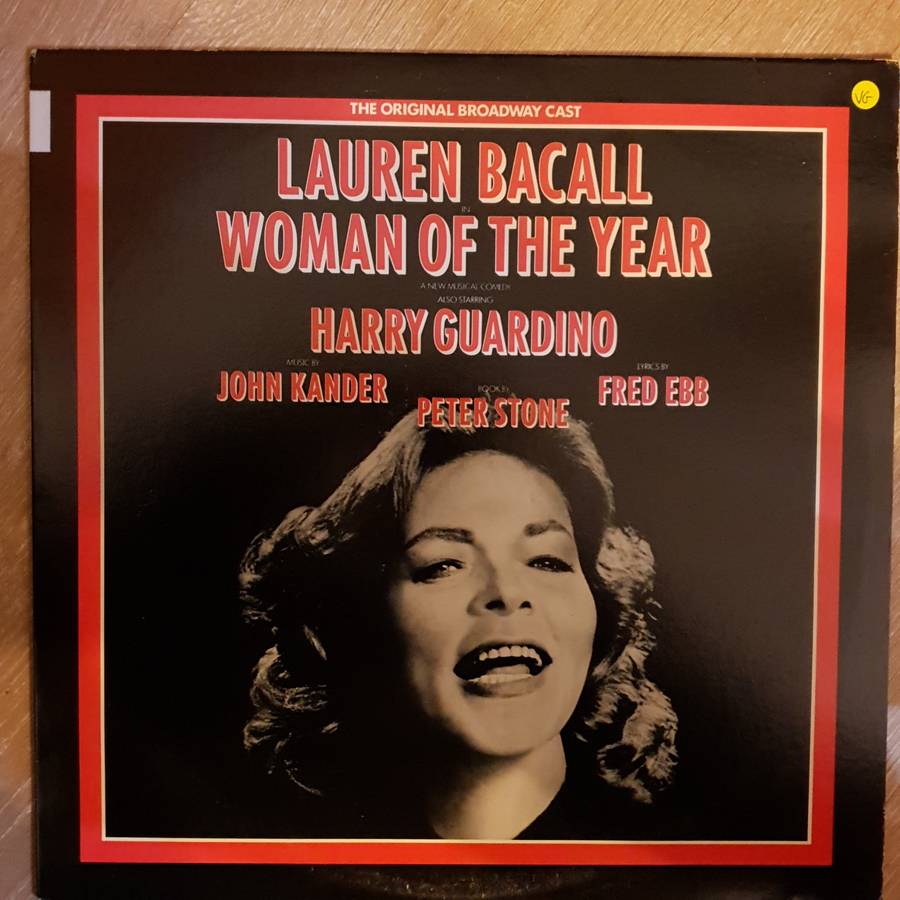 THE ORIGINAL BROADWAY CAST
VG
LAUREN BACALL
IN
WOMAN OF THE YEAR
A NEW MUSICAL COMEDY
ALSO STARRING
HARRY GUARDINO
MUSIC BY
JOHN KANDER
BOOK BY
PETER STONE
LYRICS BY
FRED EBB